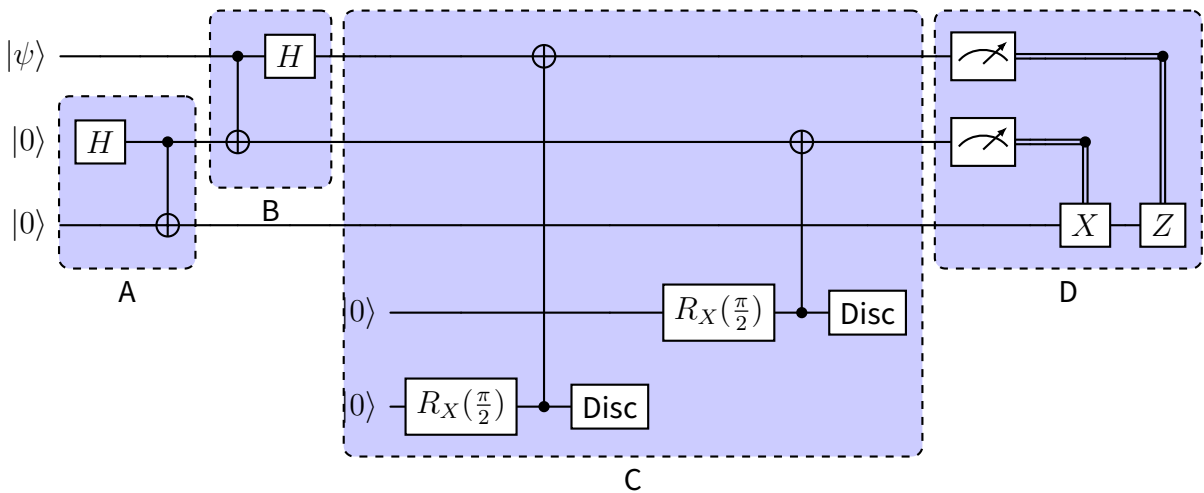 |ψ⟩ H
|0⟩ H
B
|0⟩ X Z
A
D
|0⟩ R_X(π/2) Disc
|0⟩ R_X(π/2) Disc
C